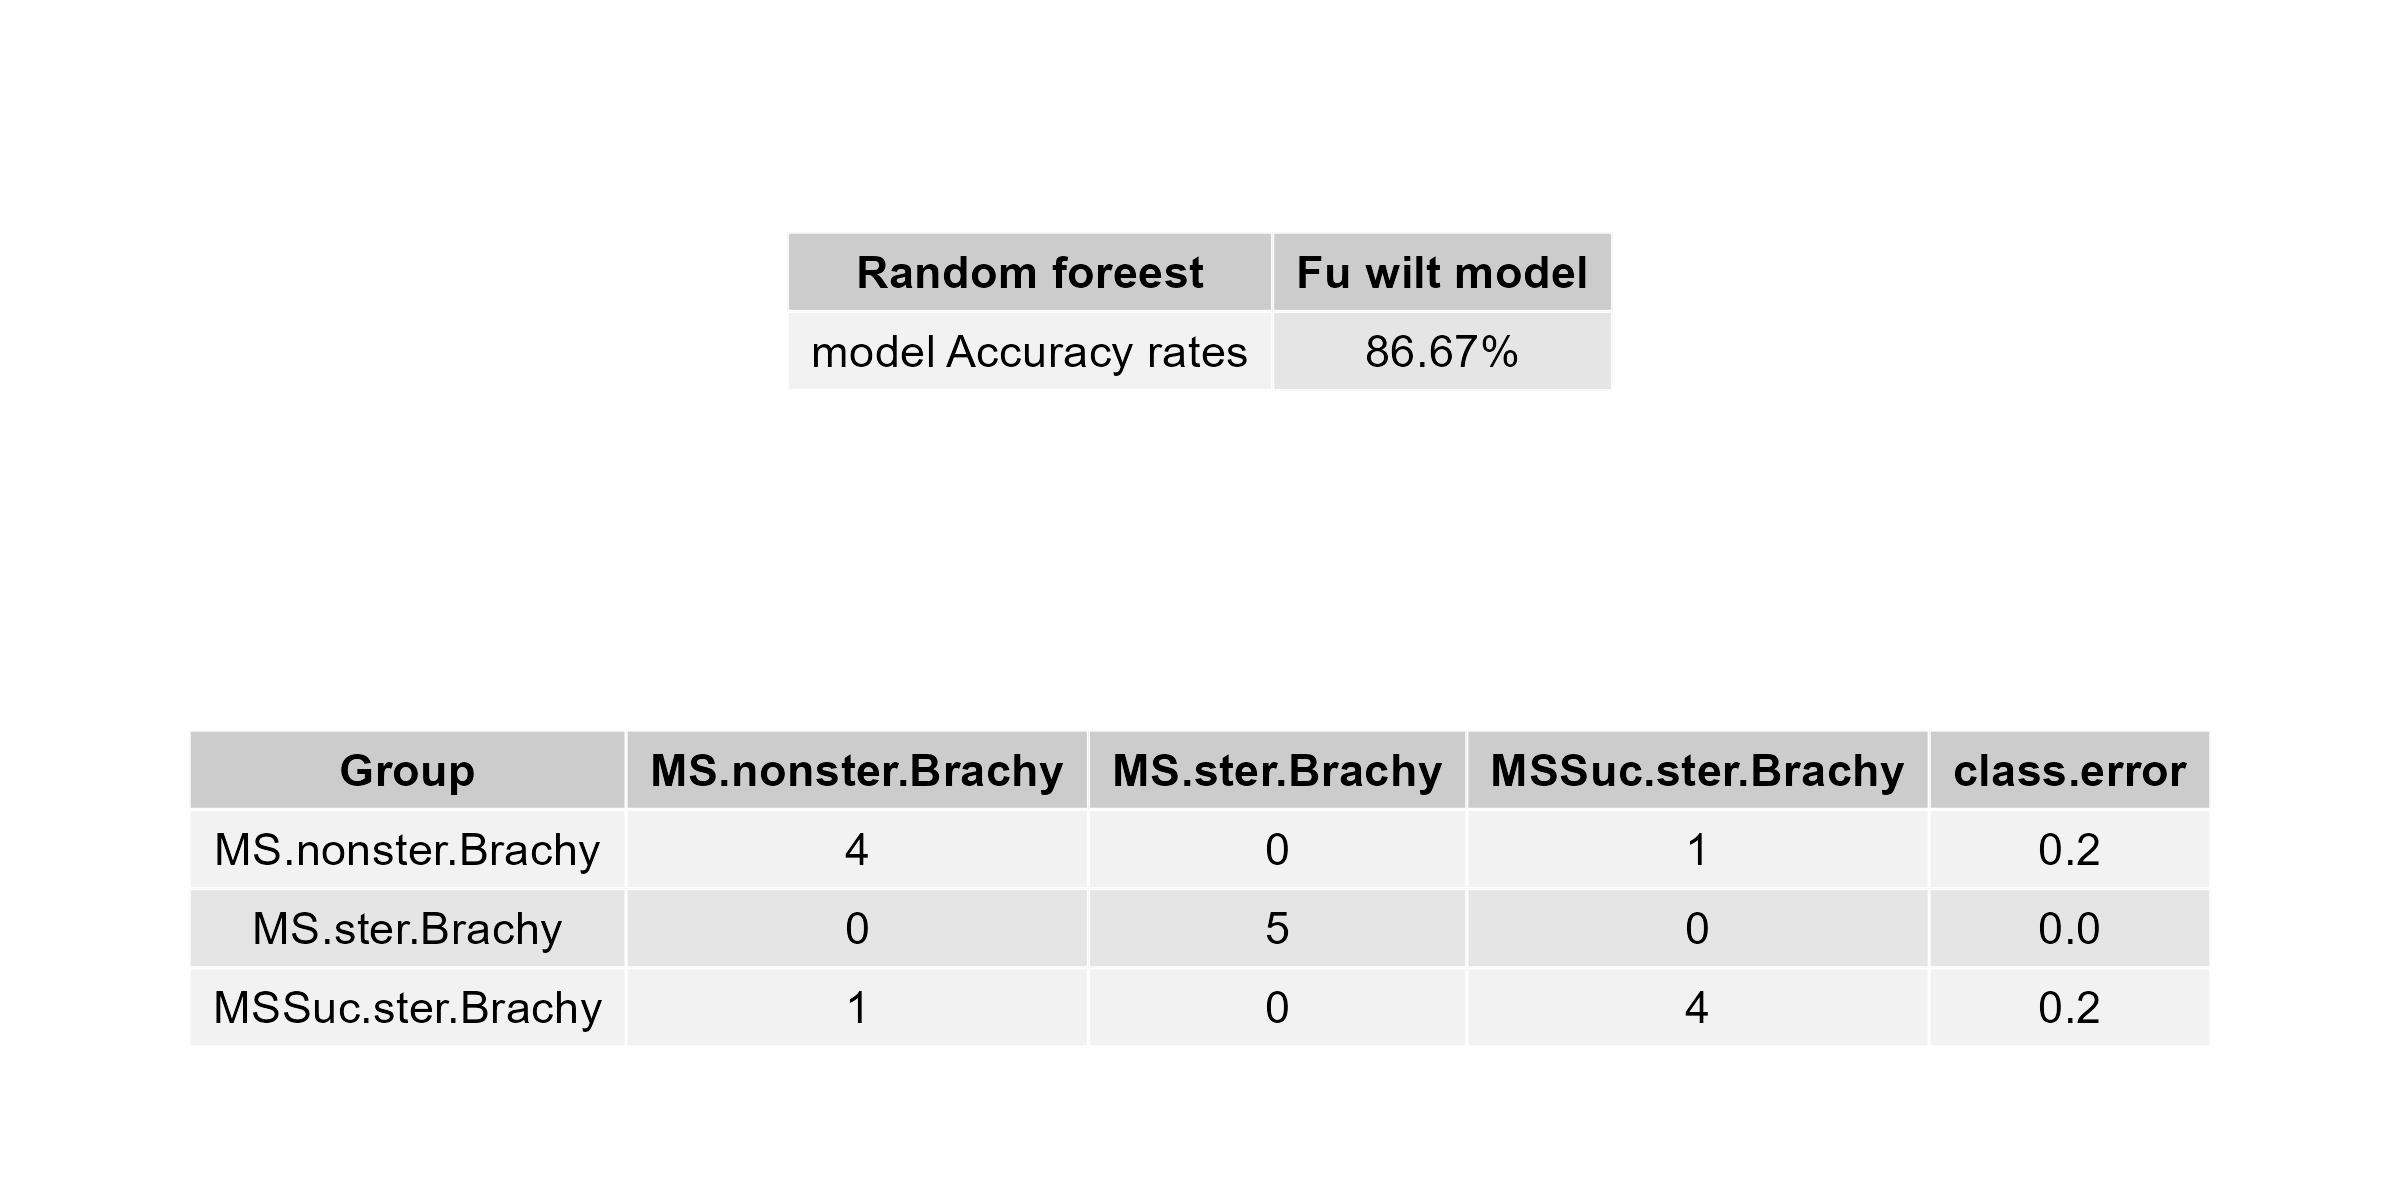 Random foreest Fu wilt model
model Accuracy rates 86.67%
Group MS.nonster.Brachy MS.ster.Brachy MSSuc.ster.Brachy class.error
MS.nonster.Brachy 4 0 1 0.2
MS.ster.Brachy 0 5 0 0.0
MSSuc.ster.Brachy 1 0 4 0.2